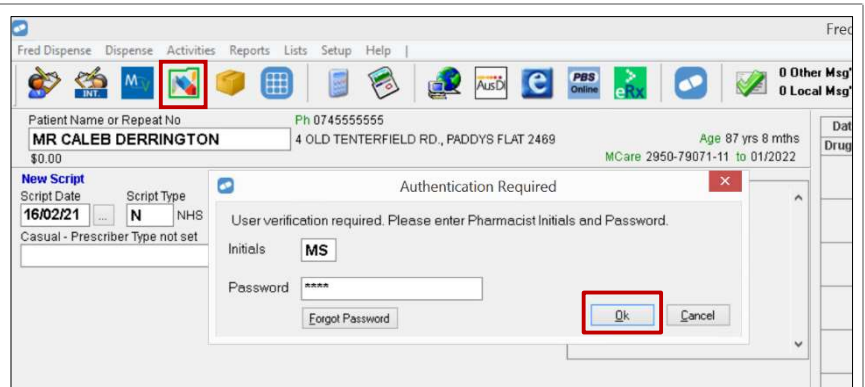 Fred
Fred Dispense Dispense Activities Reports Lists Setup Help |
INT. AusDI PBS Online eRx
0 Other Msg'
0 Local Msg'
Patient Name or Repeat No Ph 0745555555
MR CALEB DERRINGTON 4 OLD TENTERFIELD RD., PADDYS FLAT 2469 Age 87 yrs 8 mths
$0.00 MCare 2950-79071-11 to 01/2022
Dat
Drug
New Script
Script Date Script Type
16/02/21 ... N NHS
Casual - Prescriber Type not set
Authentication Required
User verification required. Please enter Pharmacist Initials and Password.
Initials MS
Password ****
Forgot Password Ok Cancel